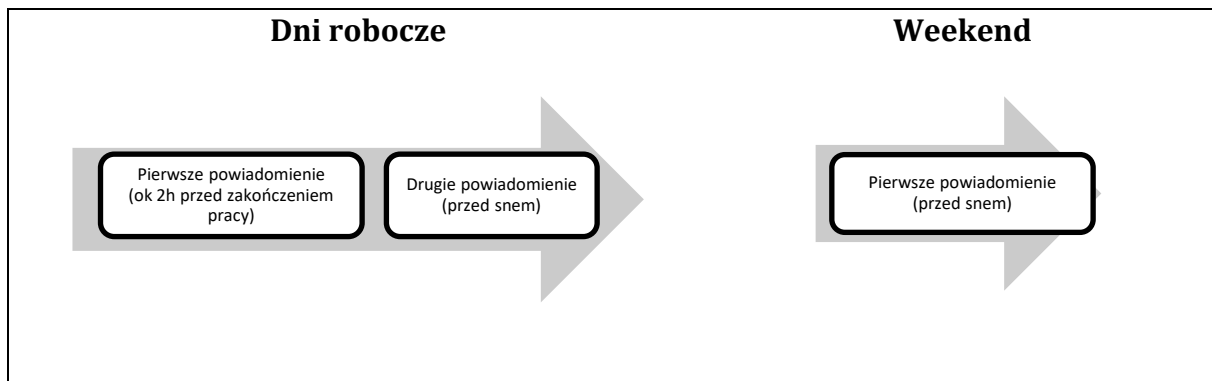 Dni robocze
Weekend
Pierwsze powiadomienie
(ok 2h przed zakończeniem
pracy)
Drugie powiadomienie
(przed snem)
Pierwsze powiadomienie
(przed snem)